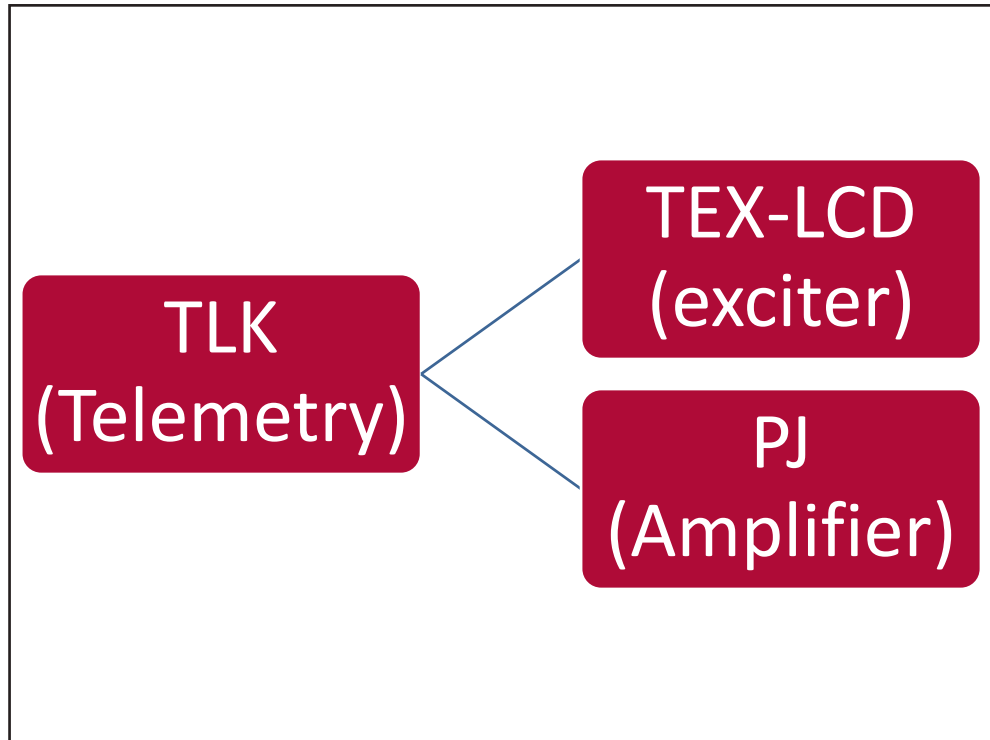 TLK
(Telemetry)
TEX-LCD
(exciter)
PJ
(Amplifier)